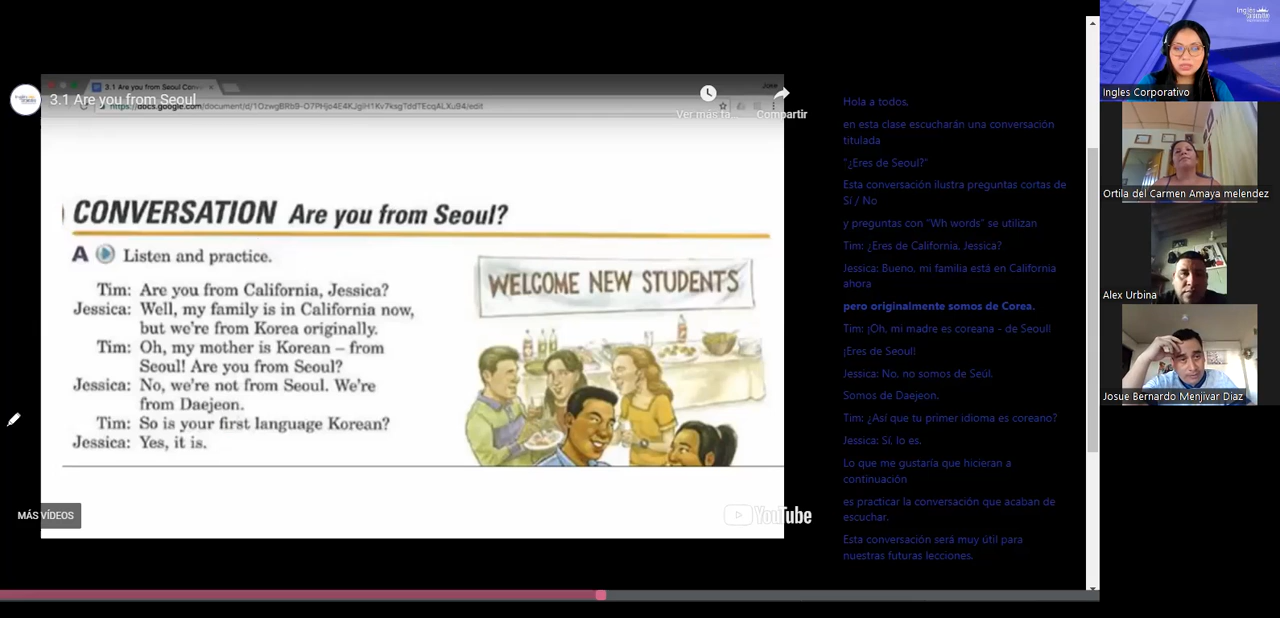 3.1 Are you from Seoul Con
3.1 Are you from Seoul
Ver más ta...
Compartir
CONVERSATION Are you from Seoul?
A Listen and practice.
Tim: Are you from California, Jessica?
Jessica: Well, my family is in California now,
but we're from Korea originally.
Tim: Oh, my mother is Korean – from
Seoul! Are you from Seoul?
Jessica: No, we're not from Seoul. We're
from Daejeon.
Tim: So is your first language Korean?
Jessica: Yes, it is.
WELCOME NEW STUDENTS
MÁS VÍDEOS
YouTube
Hola a todos,
en esta clase escucharán una conversación
titulada
"¿Eres de Seoul?"
Esta conversación ilustra preguntas cortas de
Sí / No
y preguntas con "Wh words" se utilizan
Tim: ¿Eres de California, Jessica?
Jessica: Bueno, mi familia está en California
ahora
pero originalmente somos de Corea.
Tim: ¡Oh, mi madre es coreana - de Seoul!
¡Eres de Seoul!
Jessica: No, no somos de Seúl.
Somos de Daejeon.
Tim: ¿Así que tu primer idioma es coreano?
Jessica: Sí, lo es.
Lo que me gustaría que hicieran a
continuación
es practicar la conversación que acaban de
escuchar.
Esta conversación será muy útil para
nuestras futuras lecciones.
Ingles Corporativo
Ortila del Carmen Amaya melendez
Alex Urbina
Josue Bernardo Menjivar Diaz